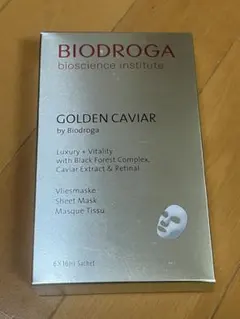 BIODROGA
bioscience institute
GOLDEN CAVIAR
by Biodroga
Luxury + Vitality
with Black Forest Complex,
Caviar Extract & Retinal
Vliesmaske
Sheet Mask
Masque Tissu